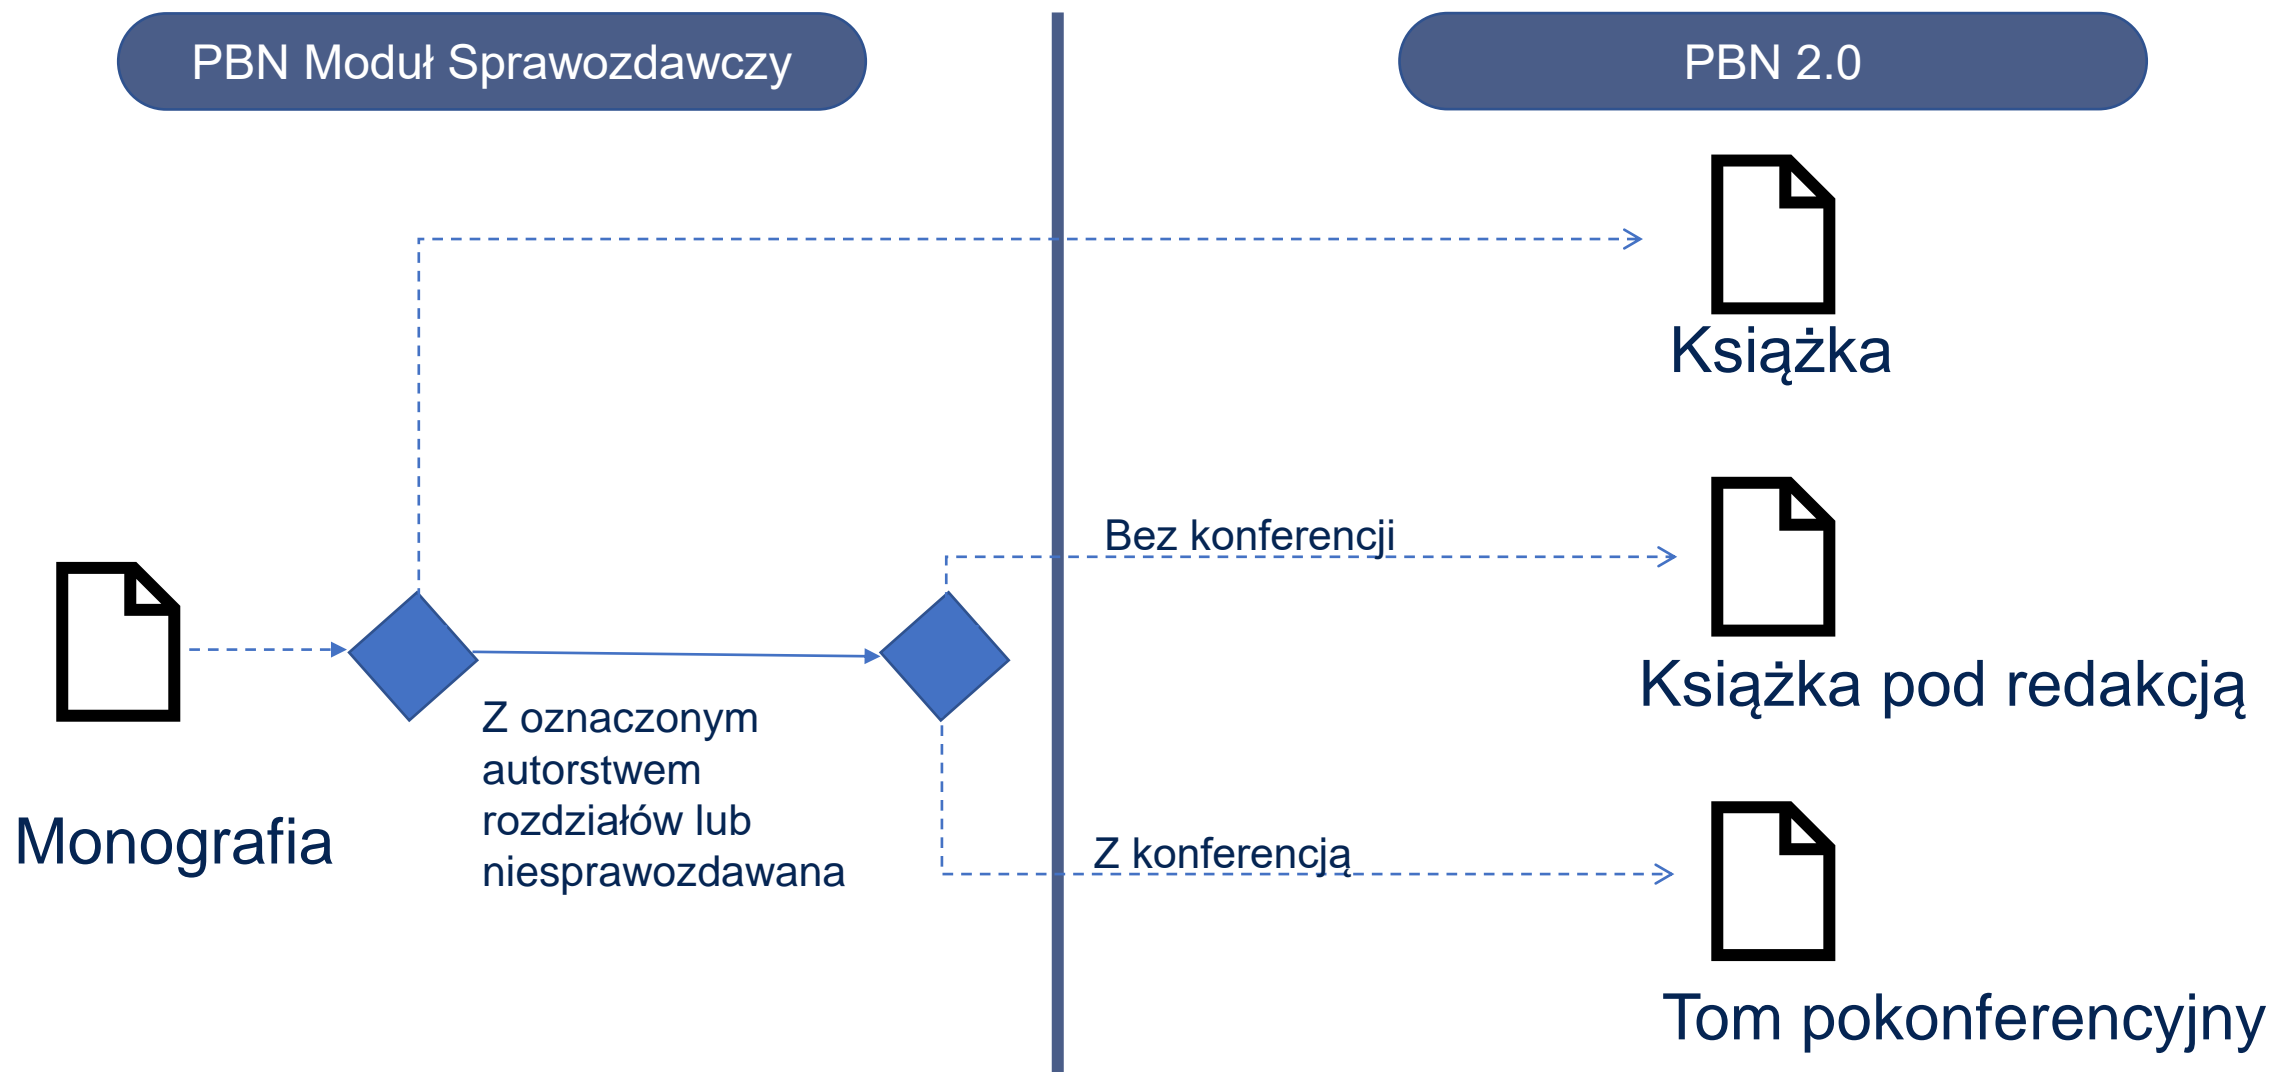 PBN Moduł Sprawozdawczy
PBN 2.0
Książka
Bez konferencji
Książka pod redakcją
Z oznaczonym
autorstwem
rozdziałów lub
niesprawozdawana
Monografia
Z konferencją
Tom pokonferencyjny